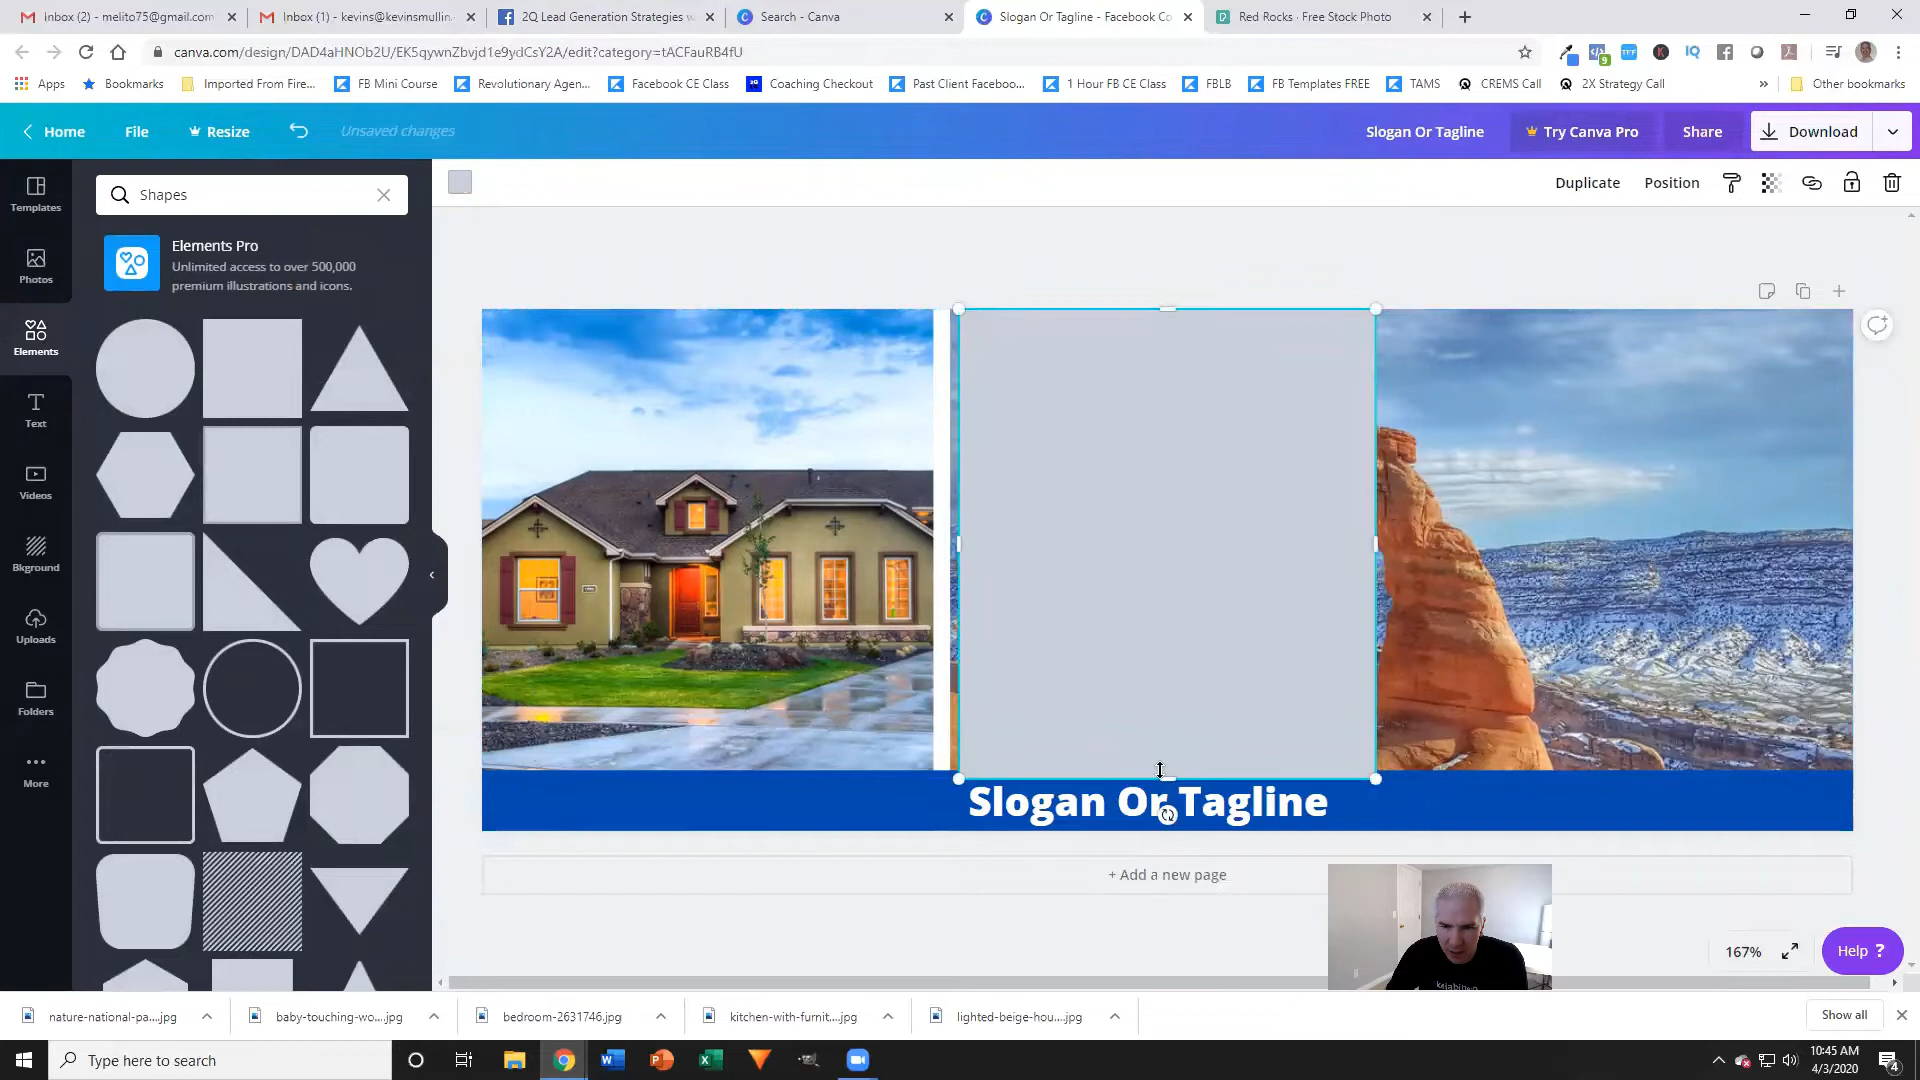 Inbox (2) - melito75@gmail.com
Inbox (1) - kevins@kevinsmullin.
2Q Lead Generation Strategies w
Search - Canva
Slogan Or Tagline - Facebook Co
Red Rocks · Free Stock Photo
canva.com/design/DAD4aHNOb2U/EK5qywnZbvjd1e9ydCsY2A/edit?category=tACFauRB4fU
Apps
Bookmarks
Imported From Fire...
FB Mini Course
Revolutionary Agen...
Facebook CE Class
Coaching Checkout
Past Client Faceboo...
1 Hour FB CE Class
FBLB
FB Templates FREE
TAMS
CREMS Call
2X Strategy Call
Other bookmarks
Home
File
Resize
Unsaved changes
Slogan Or Tagline
Try Canva Pro
Share
Download
Templates
Photos
Elements
Text
Videos
Bkground
Uploads
Folders
More
Shapes
Elements Pro
Unlimited access to over 500,000
premium illustrations and icons.
Duplicate
Position
Slogan Or Tagline
+ Add a new page
167%
Help ?
nature-national-pa....jpg
baby-touching-wo....jpg
bedroom-2631746.jpg
kitchen-with-furnit....jpg
lighted-beige-hou....jpg
Show all
Type here to search
10:45 AM
4/3/2020
4